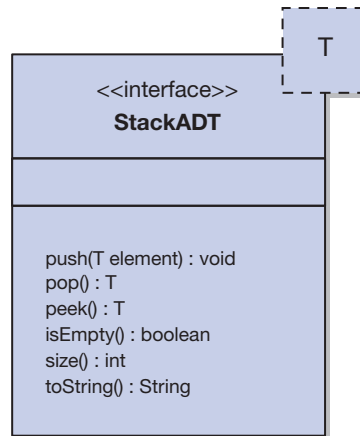 T
<<interface>>
StackADT
push(T element) : void
pop() : T
peek() : T
isEmpty() : boolean
size() : int
toString() : String